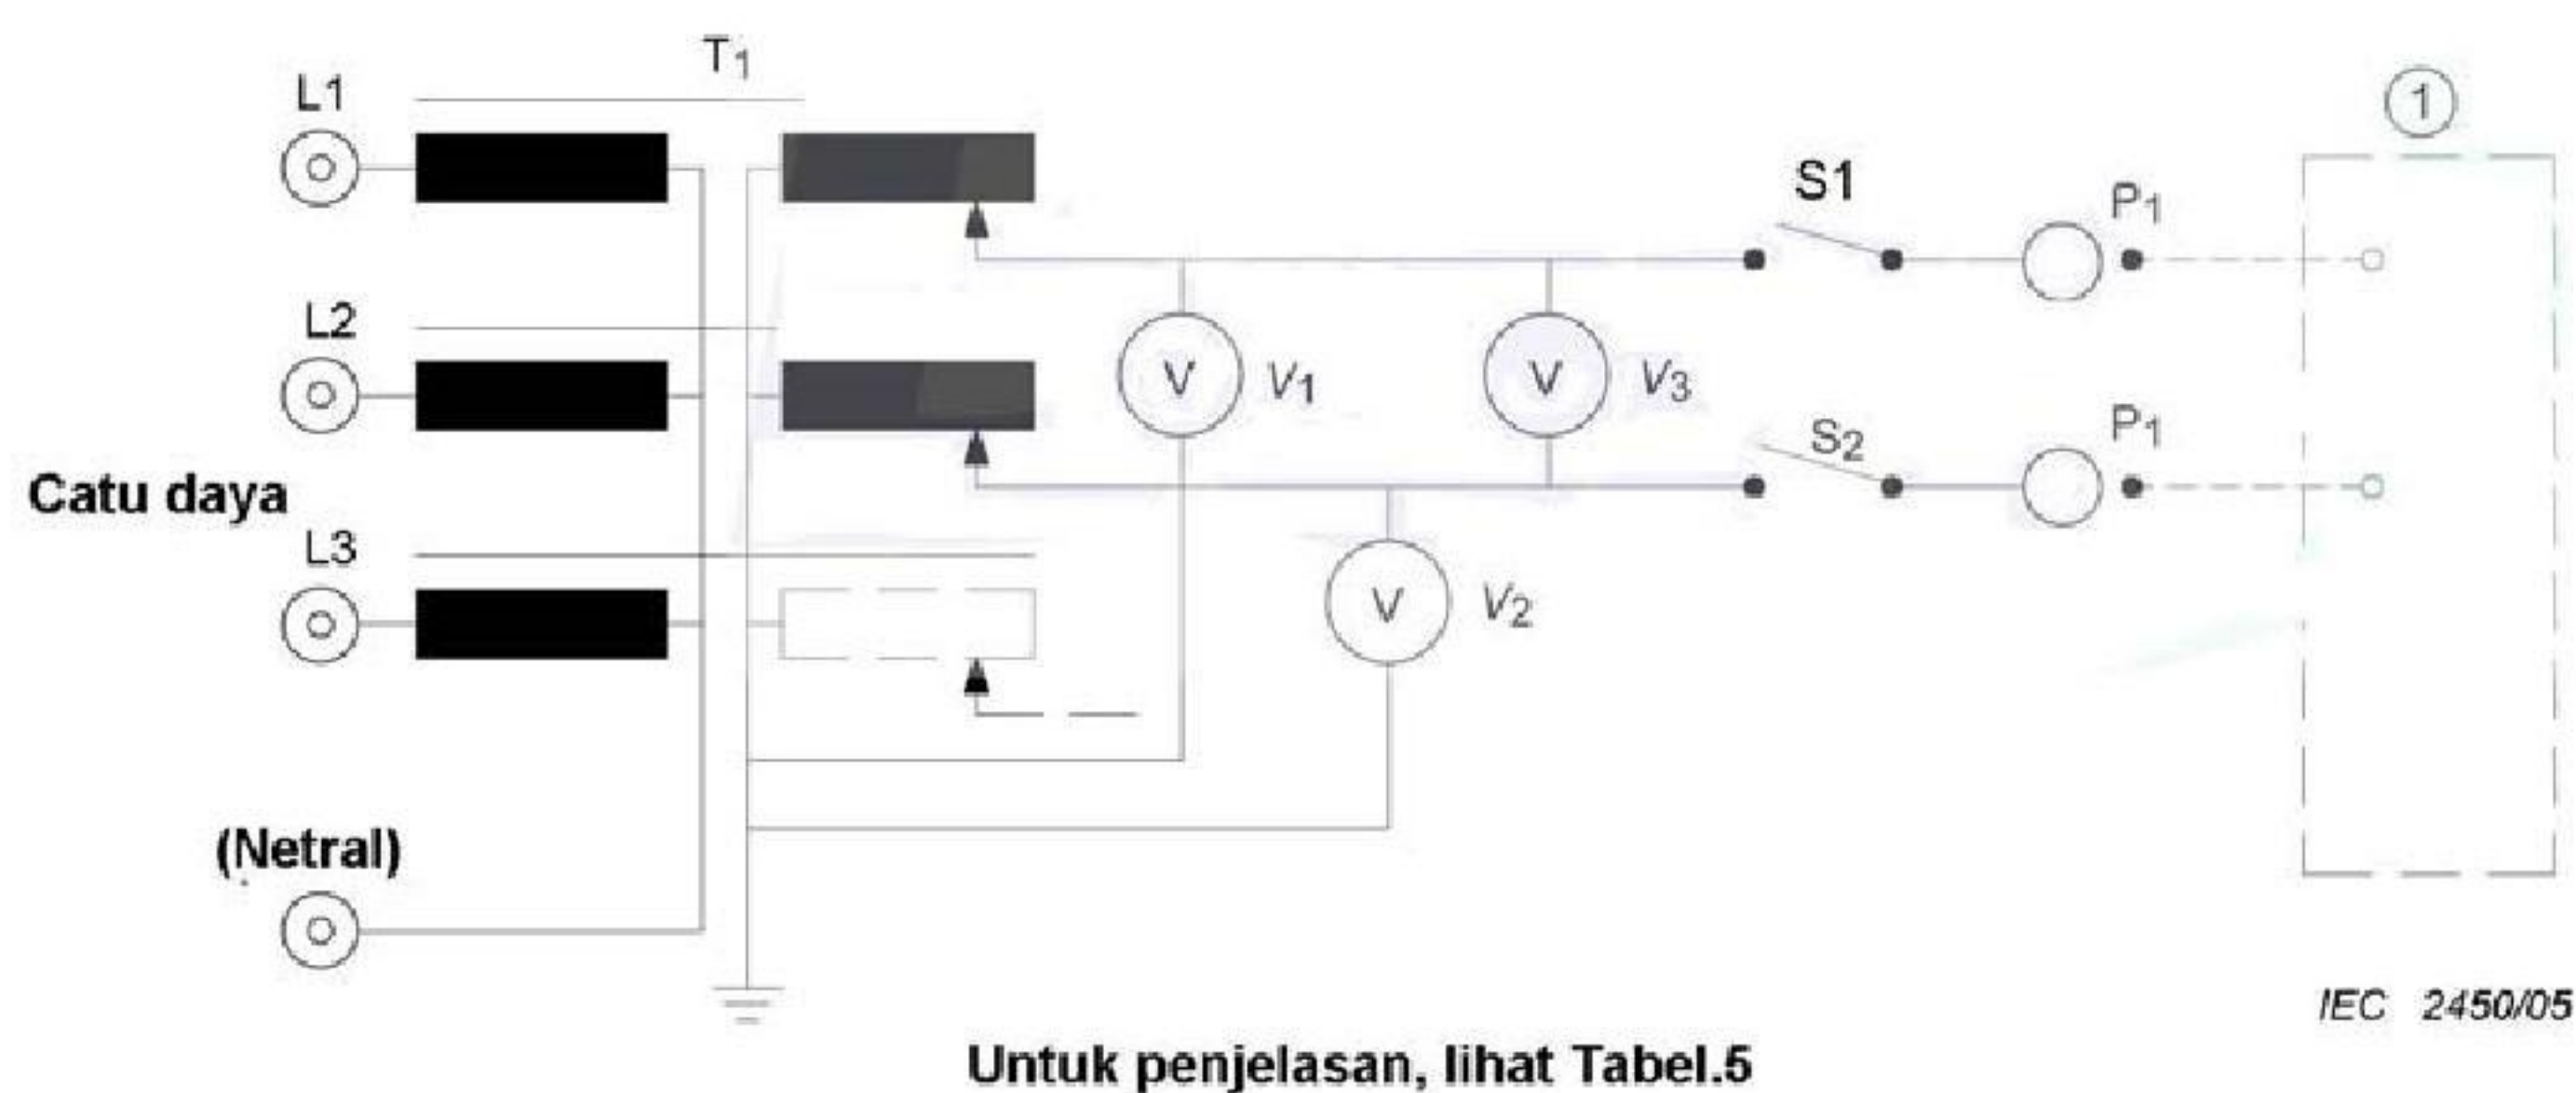 T1
L1
1
S1
P1
L2
V
V1
V
V3
S2
P1
Catu daya
L3
V
V2
(Netral)
IEC 2450/05
Untuk penjelasan, lihat Tabel.5